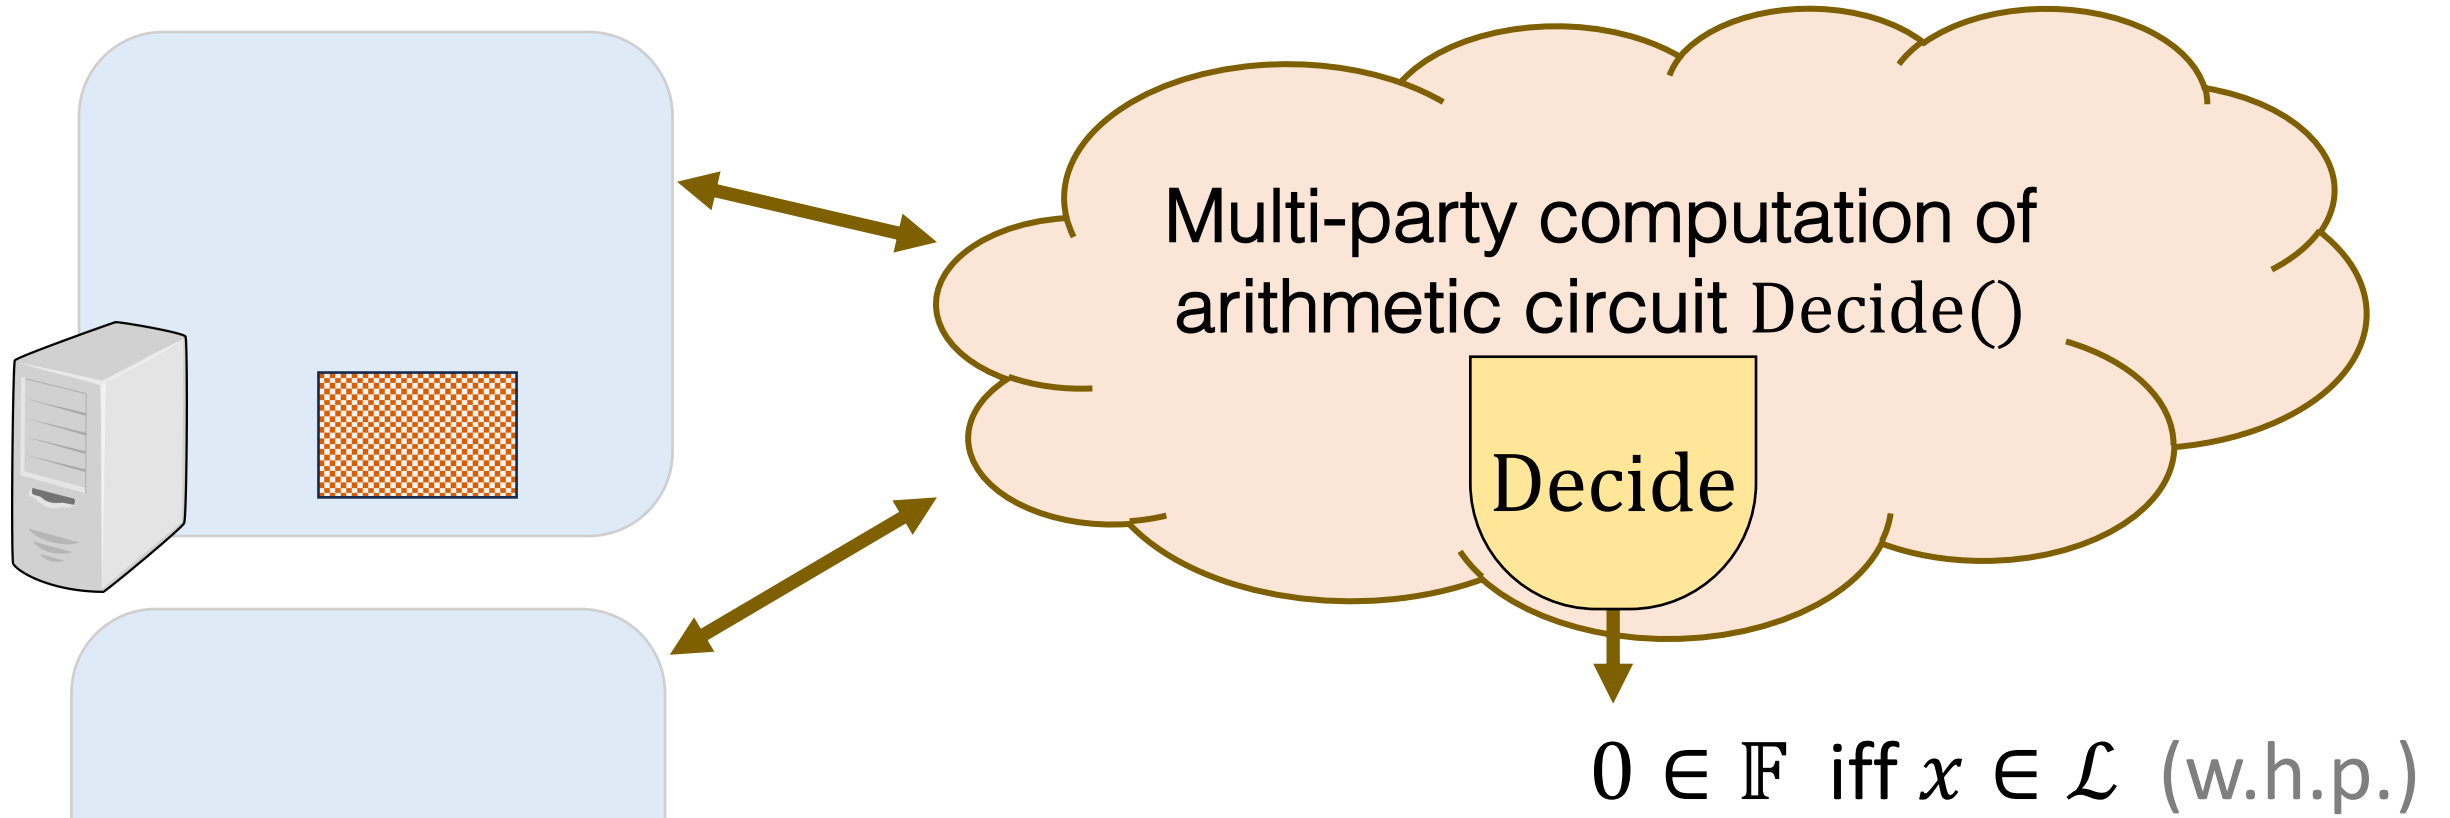 Multi-party computation of
arithmetic circuit Decide()
Decide
0 ∈ 𝔽 iff 𝑥 ∈ ℒ (w.h.p.)